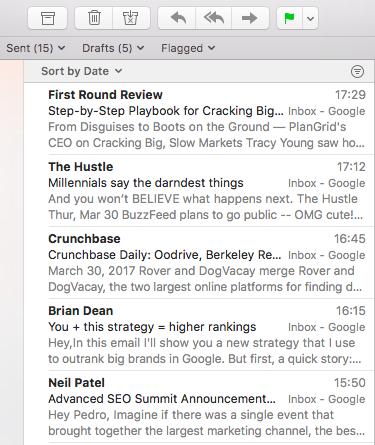 Sent (15) Drafts (5) Flagged
Sort by Date
First Round Review 17:29
Step-by-Step Playbook for Cracking Big... Inbox - Google
From Disguises to Boots on the Ground — PlanGrid's
CEO on Cracking Big, Slow Markets Tracy Young saw ho...
The Hustle 17:12
Millennials say the darndest things Inbox - Google
And you won't BELIEVE what happens next. The Hustle
Thur, Mar 30 BuzzFeed plans to go public -- OMG cute!...
Crunchbase 16:45
Crunchbase Daily: Oodrive, Berkeley Re... Inbox - Google
March 30, 2017 Rover and DogVacay merge Rover and
DogVacay, the two largest online platforms for finding d...
Brian Dean 16:15
You + this strategy = higher rankings Inbox - Google
Hey,In this email I'll show you a new strategy that I use
to outrank big brands in Google. But first, a quick story:...
Neil Patel 15:50
Advanced SEO Summit Announcement... Inbox - Google
Hey Pedro, Imagine if there was a single event that
brought together the largest marketing channel, the bes...